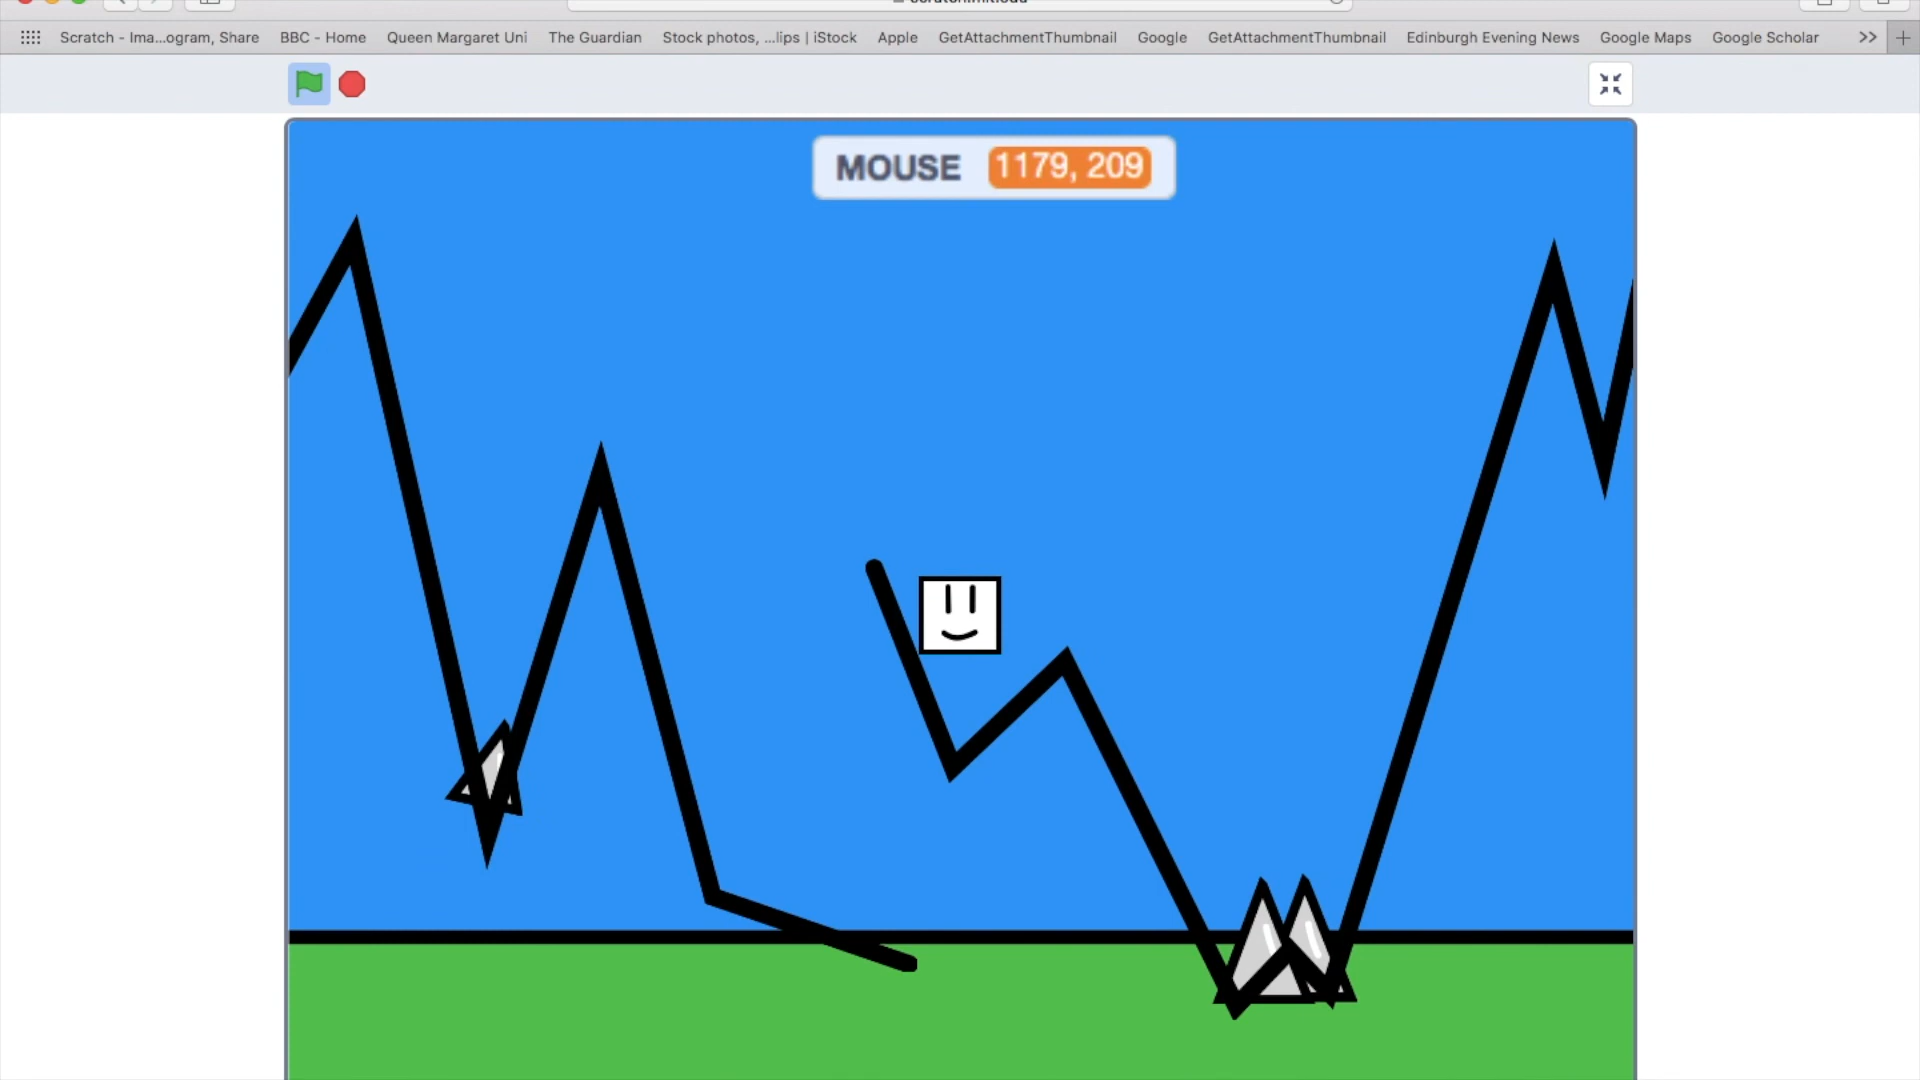 Scratch - Ima...ogram, Share BBC - Home Queen Margaret Uni The Guardian Stock photos, ...lips | iStock Apple GetAttachmentThumbnail Google GetAttachmentThumbnail Edinburgh Evening News Google Maps Google Scholar >> +
MOUSE 1179, 209